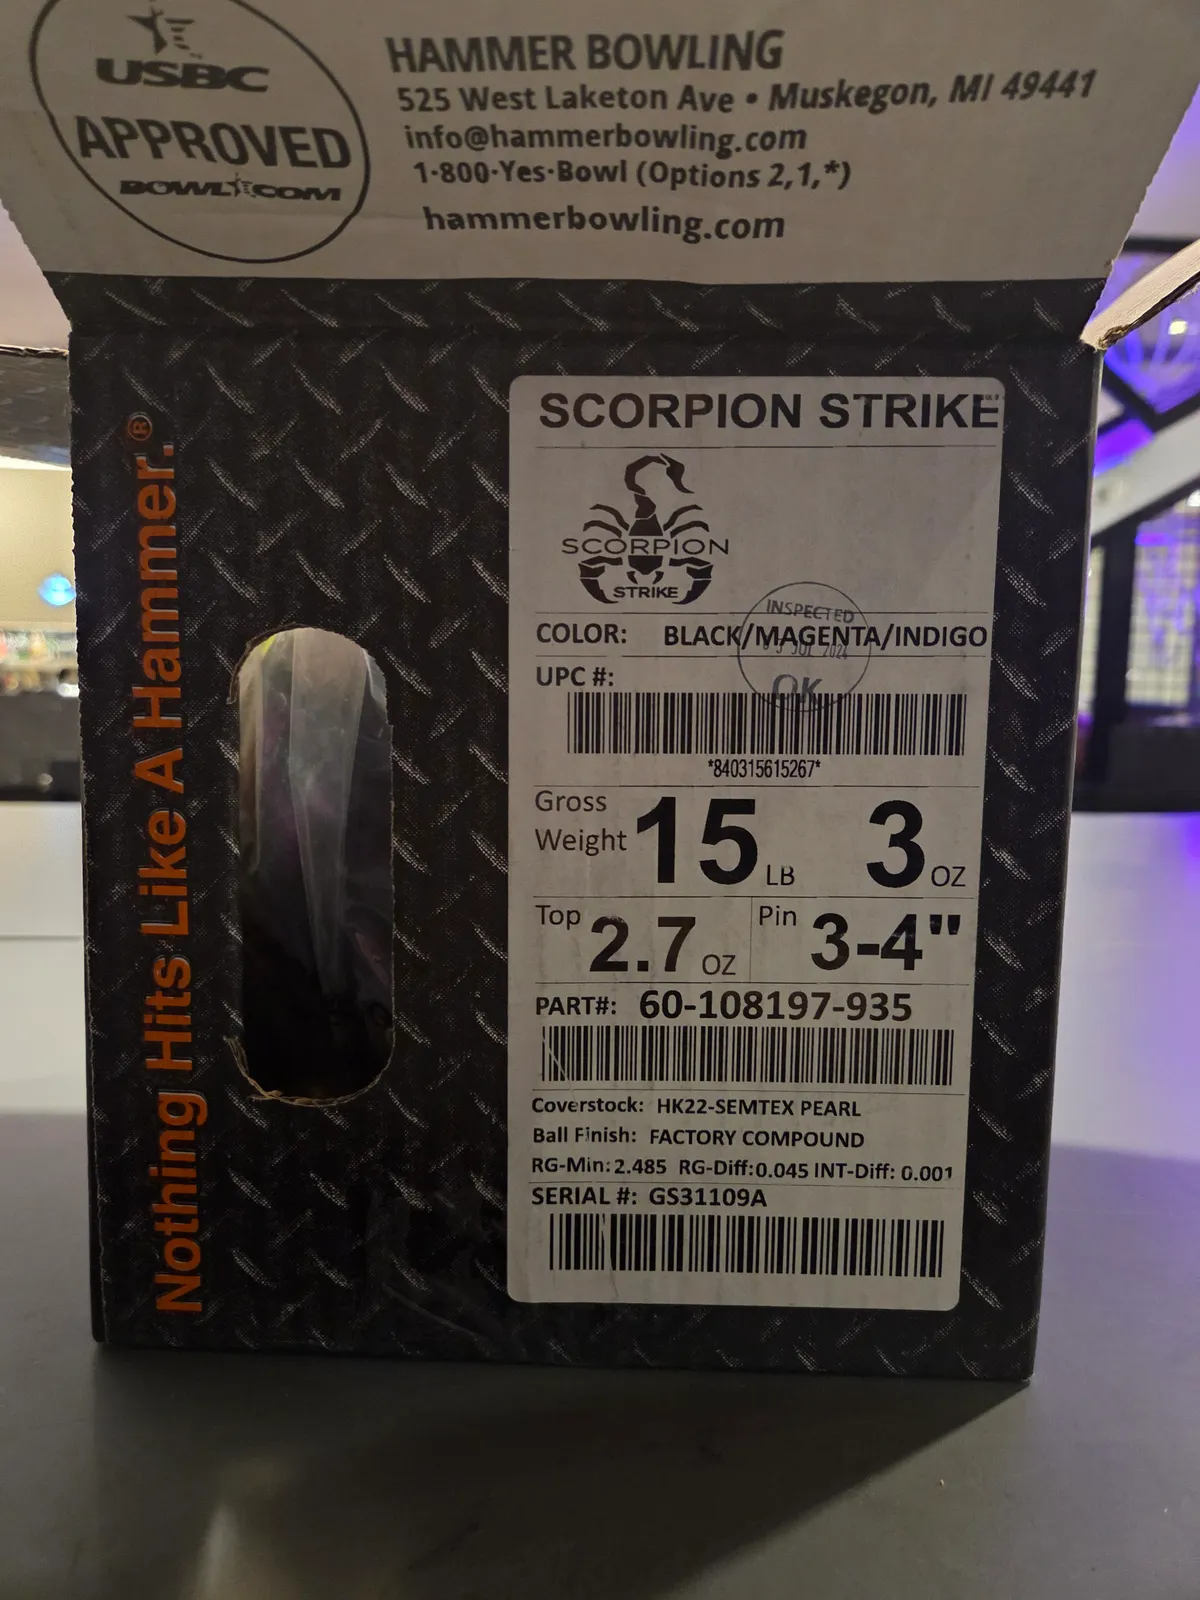 USBC
APPROVED
BOWL.COM
HAMMER BOWLING
525 West Laketon Ave • Muskegon, MI 49441
info@hammerbowling.com
1-800-Yes-Bowl (Options 2,1,*)
hammerbowling.com
Nothing Hits Like A Hammer.®
SCORPION STRIKE
SCORPION
STRIKE
INSPECTED
JUL 2024
OK
COLOR: BLACK/MAGENTA/INDIGO
UPC #:
*840315615267*
Gross Weight 15 LB 3 OZ
Top 2.7 OZ Pin 3-4"
PART#: 60-108197-935
Coverstock: HK22-SEMTEX PEARL
Ball Finish: FACTORY COMPOUND
RG-Min: 2.485 RG-Diff: 0.045 INT-Diff: 0.001
SERIAL #: GS31109A